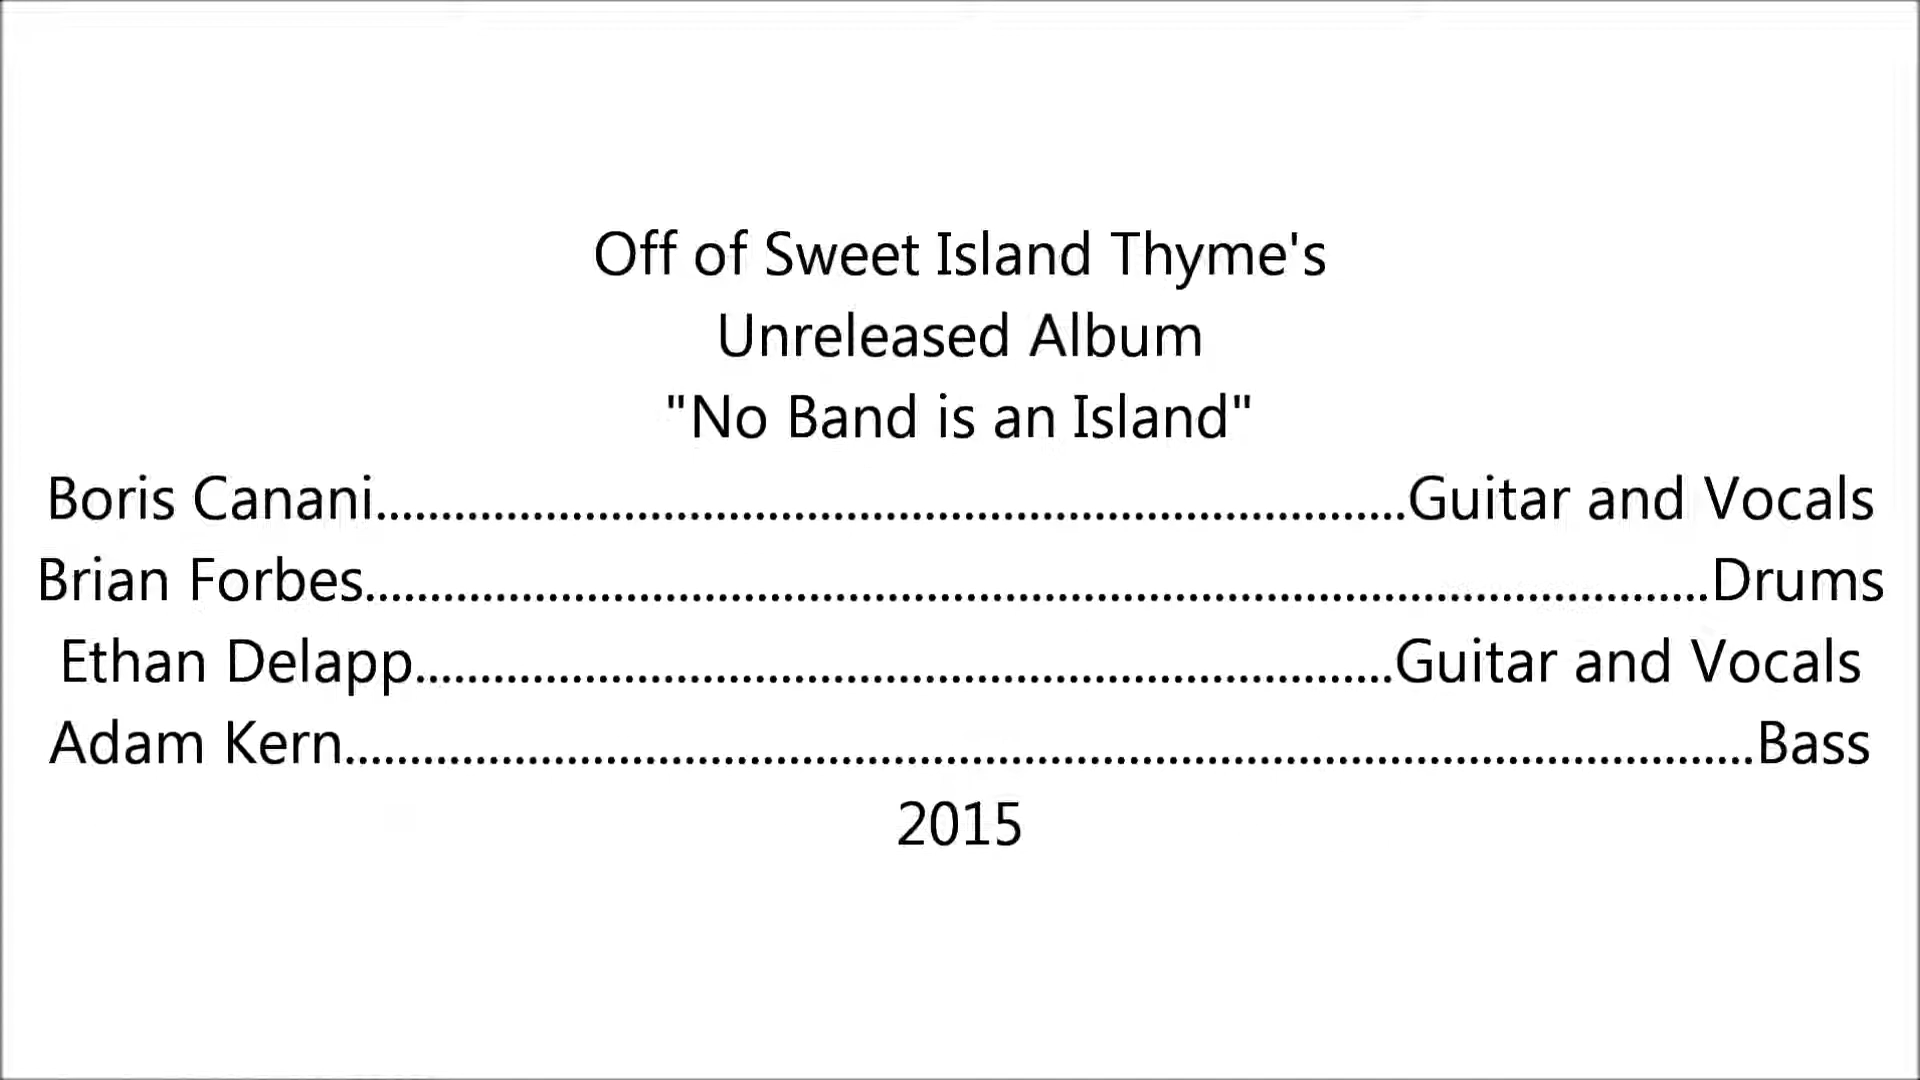 Off of Sweet Island Thyme's
Unreleased Album
"No Band is an Island"
Boris Canani...............................................................................Guitar and Vocals
Brian Forbes.......................................................................................................Drums
Ethan Delapp...........................................................................Guitar and Vocals
Adam Kern............................................................................................................Bass
2015